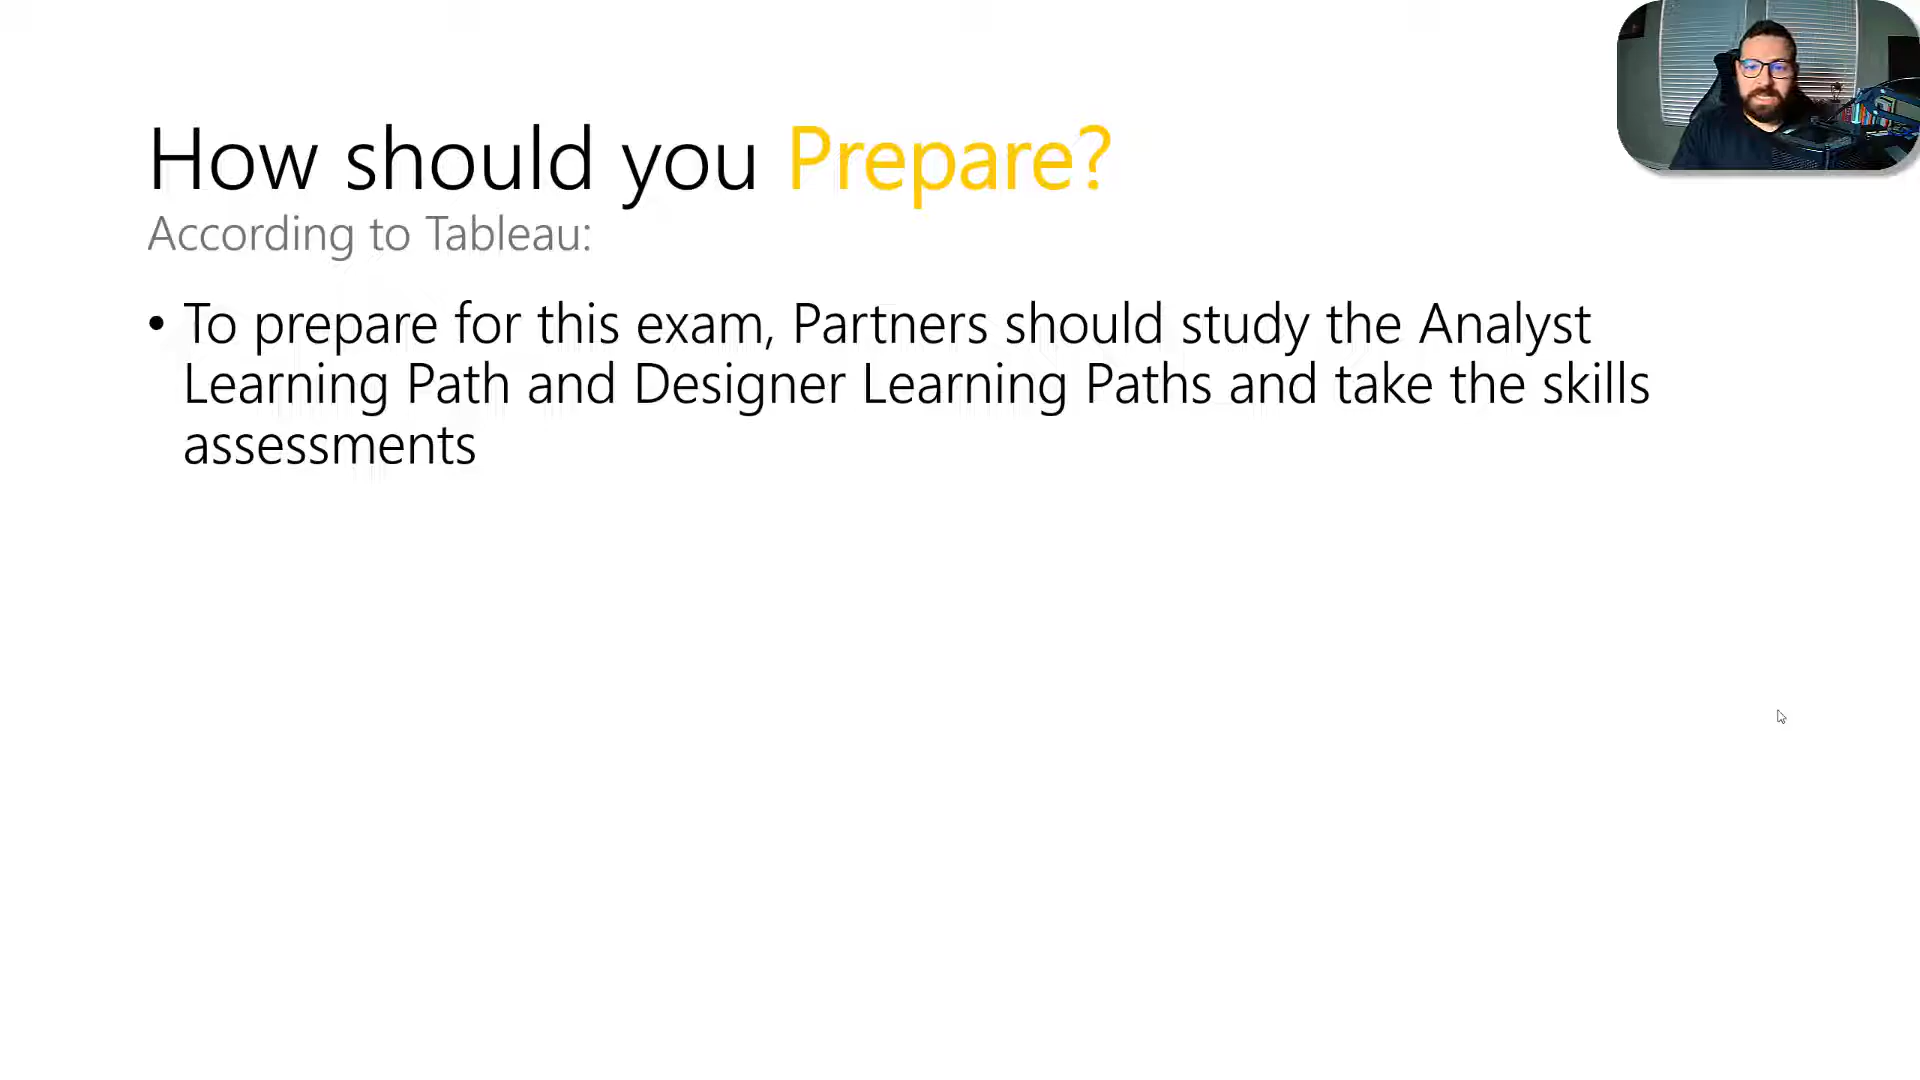 How should you Prepare?
According to Tableau:
• To prepare for this exam, Partners should study the Analyst
Learning Path and Designer Learning Paths and take the skills
assessments